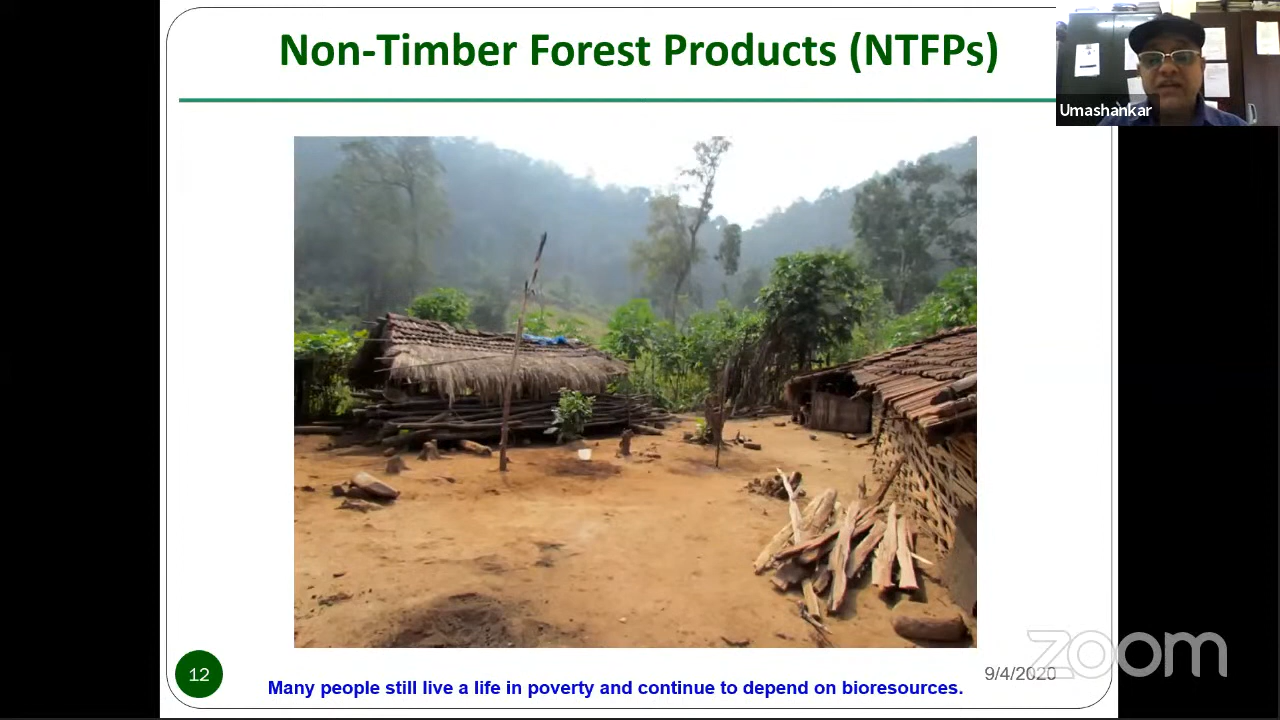 Non-Timber Forest Products (NTFPs)
Umashankar
12
Many people still live a life in poverty and continue to depend on bioresources.
9/4/2020
zoom